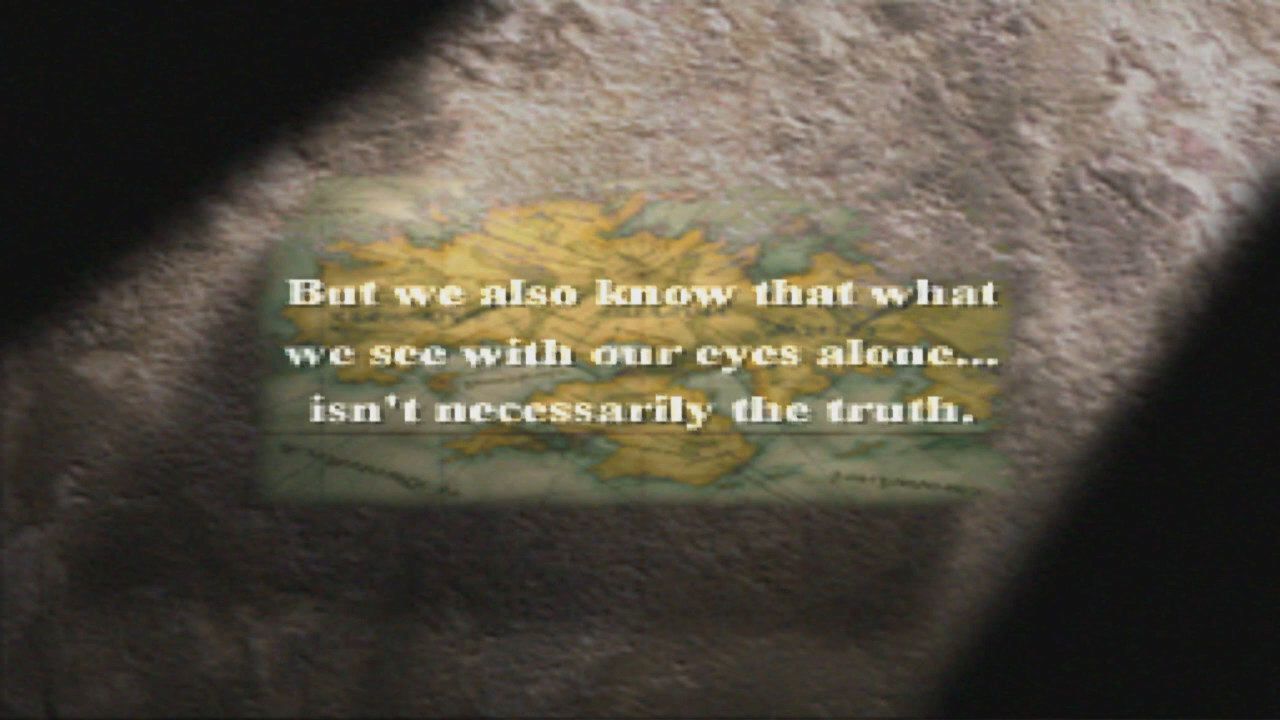 But we also know that what
we see with our eyes alone...
isn't necessarily the truth.